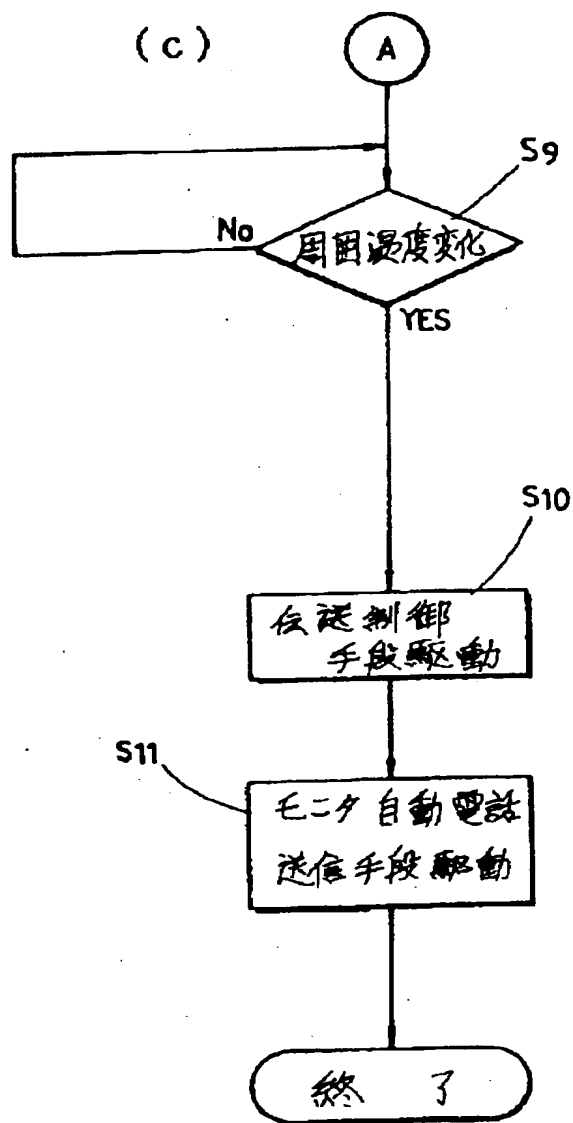 (C)
A
S9
周囲温度変化
No
YES
S10
伝送制御
手段駆動
S11
モニタ自動電話
送信手段駆動
終了